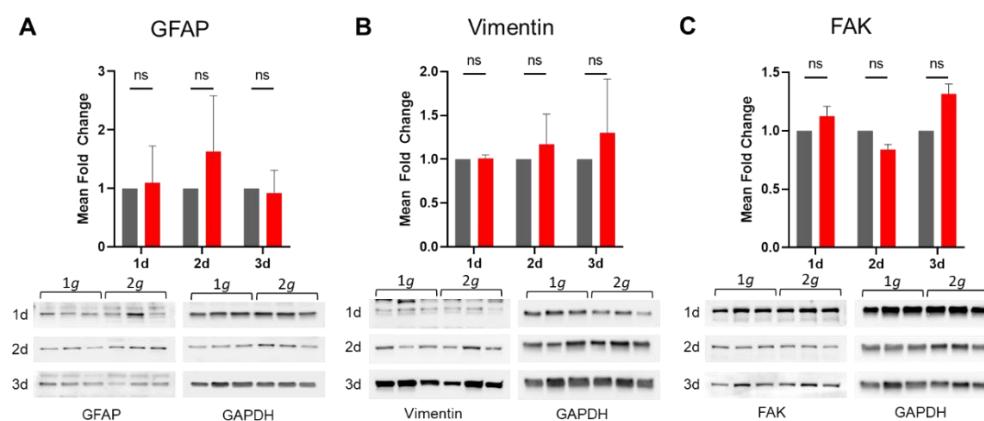 A GFAP
Mean Fold Change
3
2
1
0
ns ns ns
1d 2d 3d
1g 2g 1g 2g
1d
2d
3d
GFAP GAPDH
B Vimentin
Mean Fold Change
2.0
1.5
1.0
0.5
0.0
ns ns ns
1d 2d 3d
1g 2g 1g 2g
1d
2d
3d
Vimentin GAPDH
C FAK
Mean Fold Change
1.5
1.0
0.5
0.0
ns ns ns
1d 2d 3d
1g 2g 1g 2g
1d
2d
3d
FAK GAPDH